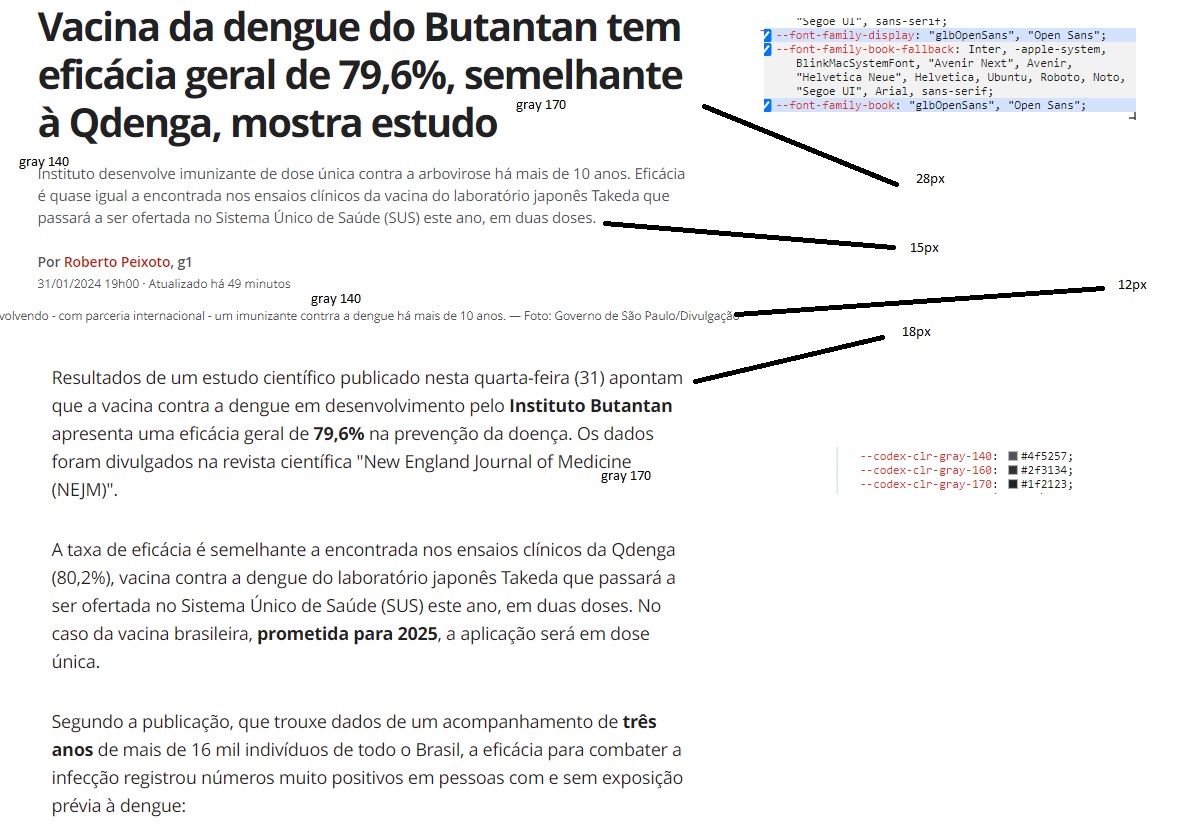 Vacina da dengue do Butantan tem
eficácia geral de 79,6%, semelhante
à Qdenga, mostra estudo
gray 170
gray 140
Instituto desenvolve imunizante de dose única contra a arbovirose há mais de 10 anos. Eficácia
é quase igual a encontrada nos ensaios clínicos da vacina do laboratório japonês Takeda que
passará a ser ofertada no Sistema Único de Saúde (SUS) este ano, em duas doses.
Por Roberto Peixoto, g1
31/01/2024 19h00 · Atualizado há 49 minutos
gray 140
volvendo - com parceria internacional - um imunizante contrra a dengue há mais de 10 anos. — Foto: Governo de São Paulo/Divulgação
Resultados de um estudo científico publicado nesta quarta-feira (31) apontam
que a vacina contra a dengue em desenvolvimento pelo Instituto Butantan
apresenta uma eficácia geral de 79,6% na prevenção da doença. Os dados
foram divulgados na revista científica "New England Journal of Medicine
(NEJM)".
gray 170
A taxa de eficácia é semelhante a encontrada nos ensaios clínicos da Qdenga
(80,2%), vacina contra a dengue do laboratório japonês Takeda que passará a
ser ofertada no Sistema Único de Saúde (SUS) este ano, em duas doses. No
caso da vacina brasileira, prometida para 2025, a aplicação será em dose
única.
Segundo a publicação, que trouxe dados de um acompanhamento de três
anos de mais de 16 mil indivíduos de todo o Brasil, a eficácia para combater a
infecção registrou números muito positivos em pessoas com e sem exposição
prévia à dengue:
"Segoe UI", sans-serif;
--font-family-display: "glbOpenSans", "Open Sans";
--font-family-book-fallback: Inter, -apple-system,
BlinkMacSystemFont, "Avenir Next", Avenir,
"Helvetica Neue", Helvetica, Ubuntu, Roboto, Noto,
"Segoe UI", Arial, sans-serif;
--font-family-book: "glbOpenSans", "Open Sans";
28px
15px
12px
18px
--codex-clr-gray-140: #4f5257;
--codex-clr-gray-160: #2f3134;
--codex-clr-gray-170: #1f2123;